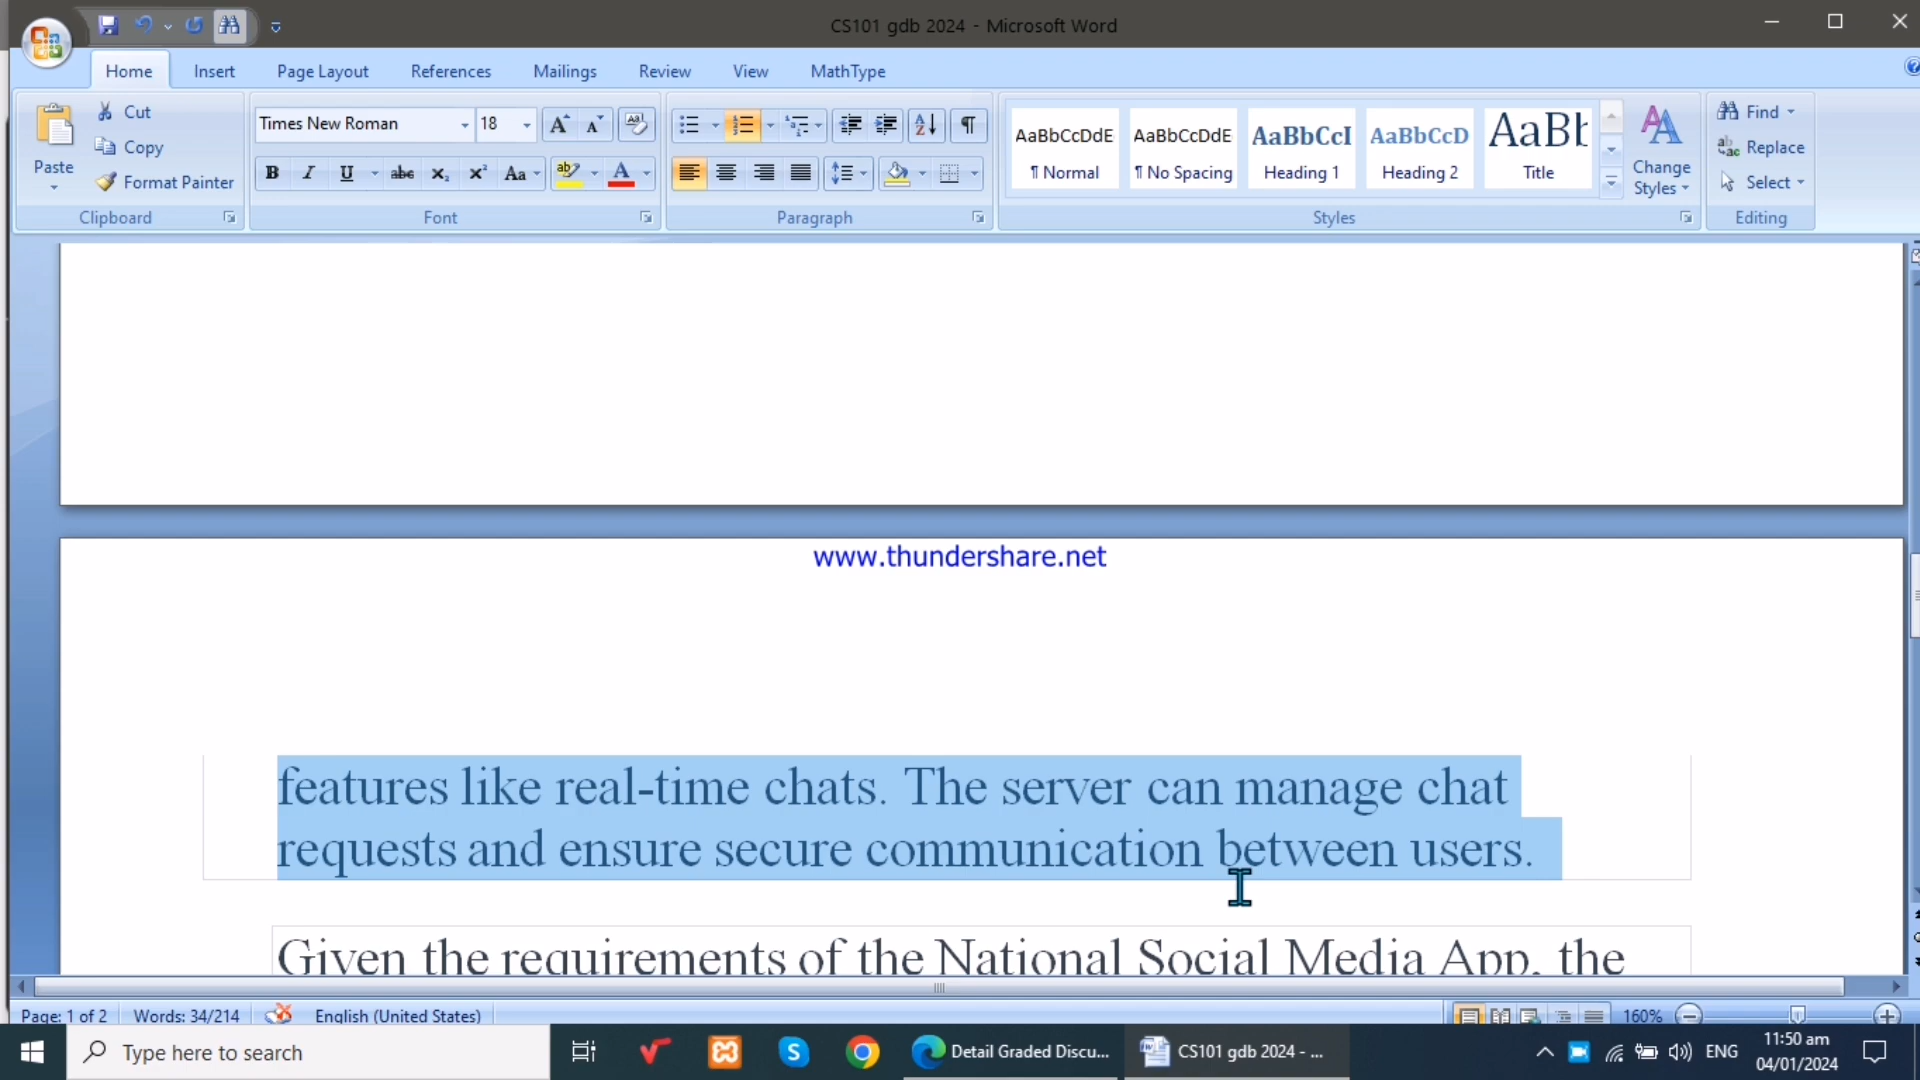 CS101 gdb 2024 - Microsoft Word
Home Insert Page Layout References Mailings Review View MathType
Paste
Cut
Copy
Format Painter
Clipboard
Times New Roman 18
Font
Paragraph
AaBbCcDdE AaBbCcDdE AaBbCcI AaBbCcD AaBb
¶ Normal ¶ No Spacing Heading 1 Heading 2 Title
Change Styles
Styles
Find
Replace
Select
Editing
www.thundershare.net
features like real-time chats. The server can manage chat
requests and ensure secure communication between users.
Given the requirements of the National Social Media App, the
Page: 1 of 2 Words: 34/214 English (United States) 160%
Type here to search
Detail Graded Discu...
CS101 gdb 2024 - ...
ENG
11:50 am
04/01/2024